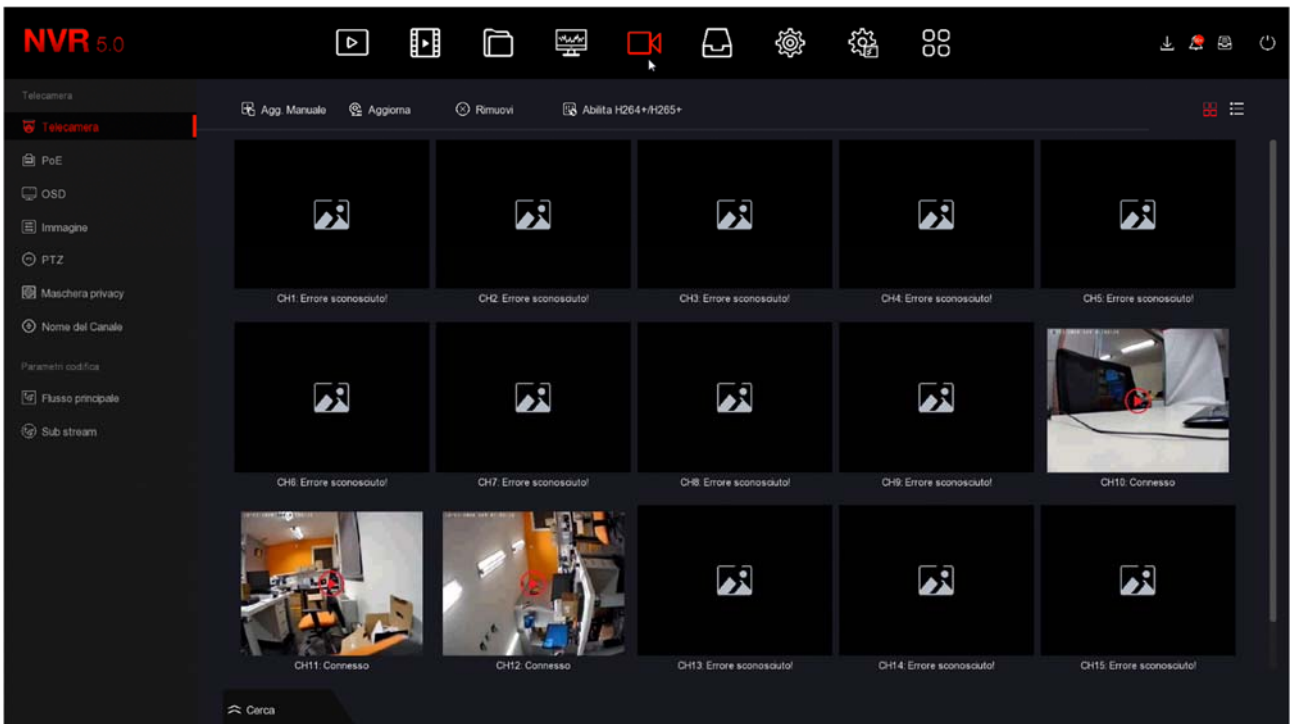 NVR 5.0
Telecamera
Agg. Manuale Aggiorna Rimuovi Abilita H264+/H265+
Telecamera
PoE
OSD
Immagine
PTZ
Maschera privacy
Nome del Canale
Parametri codifica
Flusso principale
Sub stream
CH1: Errore sconosciuto! CH2: Errore sconosciuto! CH3: Errore sconosciuto! CH4: Errore sconosciuto! CH5: Errore sconosciuto!
CH6: Errore sconosciuto! CH7: Errore sconosciuto! CH8: Errore sconosciuto! CH9: Errore sconosciuto! CH10: Connesso
CH11: Connesso CH12: Connesso CH13: Errore sconosciuto! CH14: Errore sconosciuto! CH15: Errore sconosciuto!
Cerca